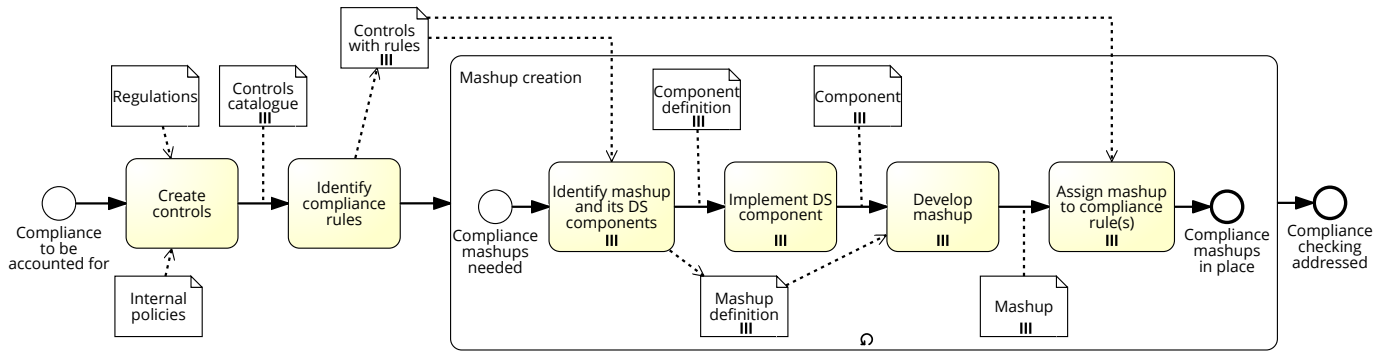 Controls
with rules
Mashup creation
Regulations
Controls
catalogue
Component
definition
Component
Create
controls
Identify
compliance
rules
Identify mashup
and its DS
components
Implement DS
component
Develop
mashup
Assign mashup
to compliance
rule(s)
Compliance
to be
accounted for
Compliance
mashups
needed
Compliance
mashups
in place
Compliance
checking
addressed
Internal
policies
Mashup
definition
Mashup